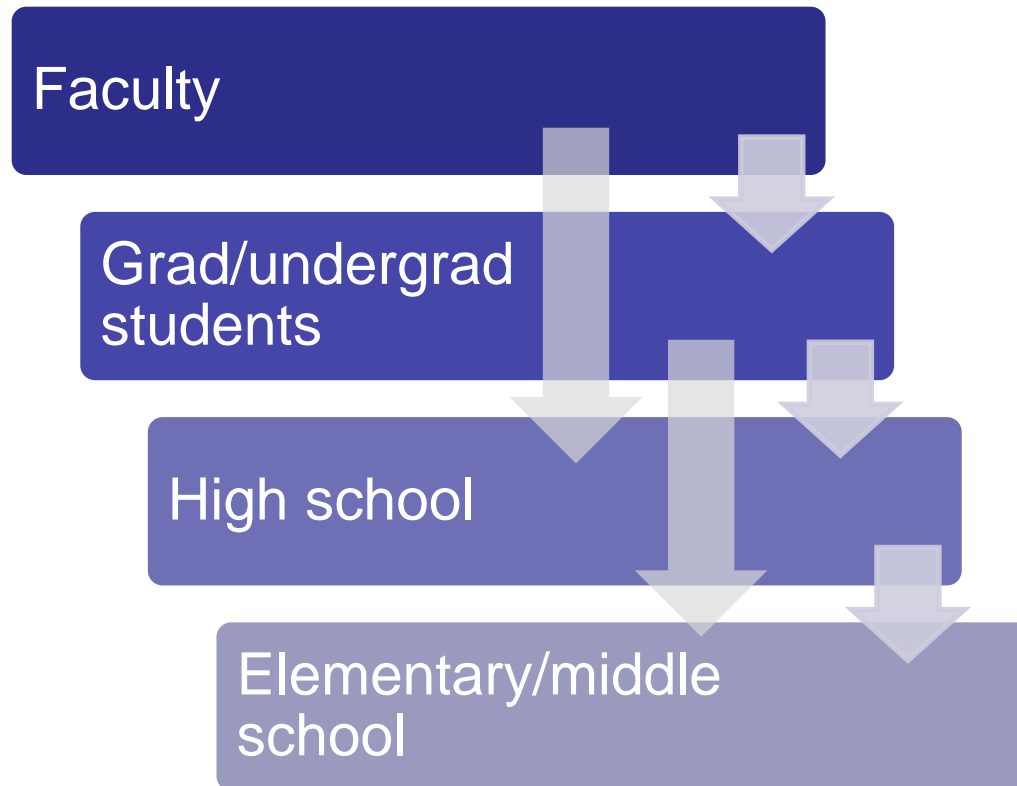 Faculty
Grad/undergrad
students
High school
Elementary/middle
school